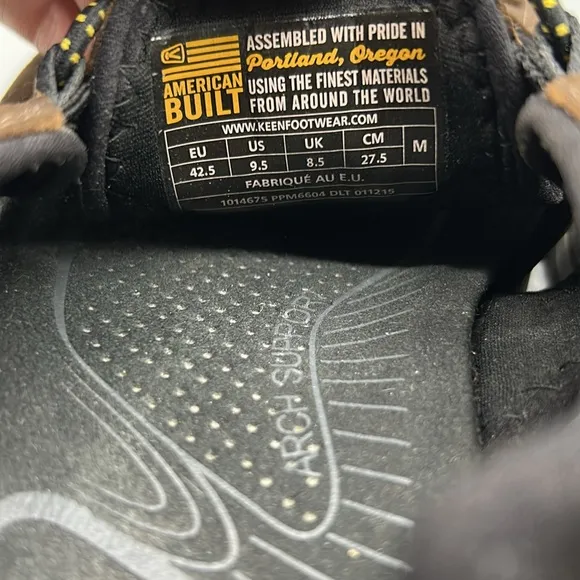 ASSEMBLED WITH PRIDE IN
Portland, Oregon
AMERICAN BUILT
USING THE FINEST MATERIALS
FROM AROUND THE WORLD
WWW.KEENFOOTWEAR.COM
EU US UK CM M
42.5 9.5 8.5 27.5
FABRIQUÉ AU E.U.
1014675 PPM6604 DLT 011215
ARCH SUPPORT